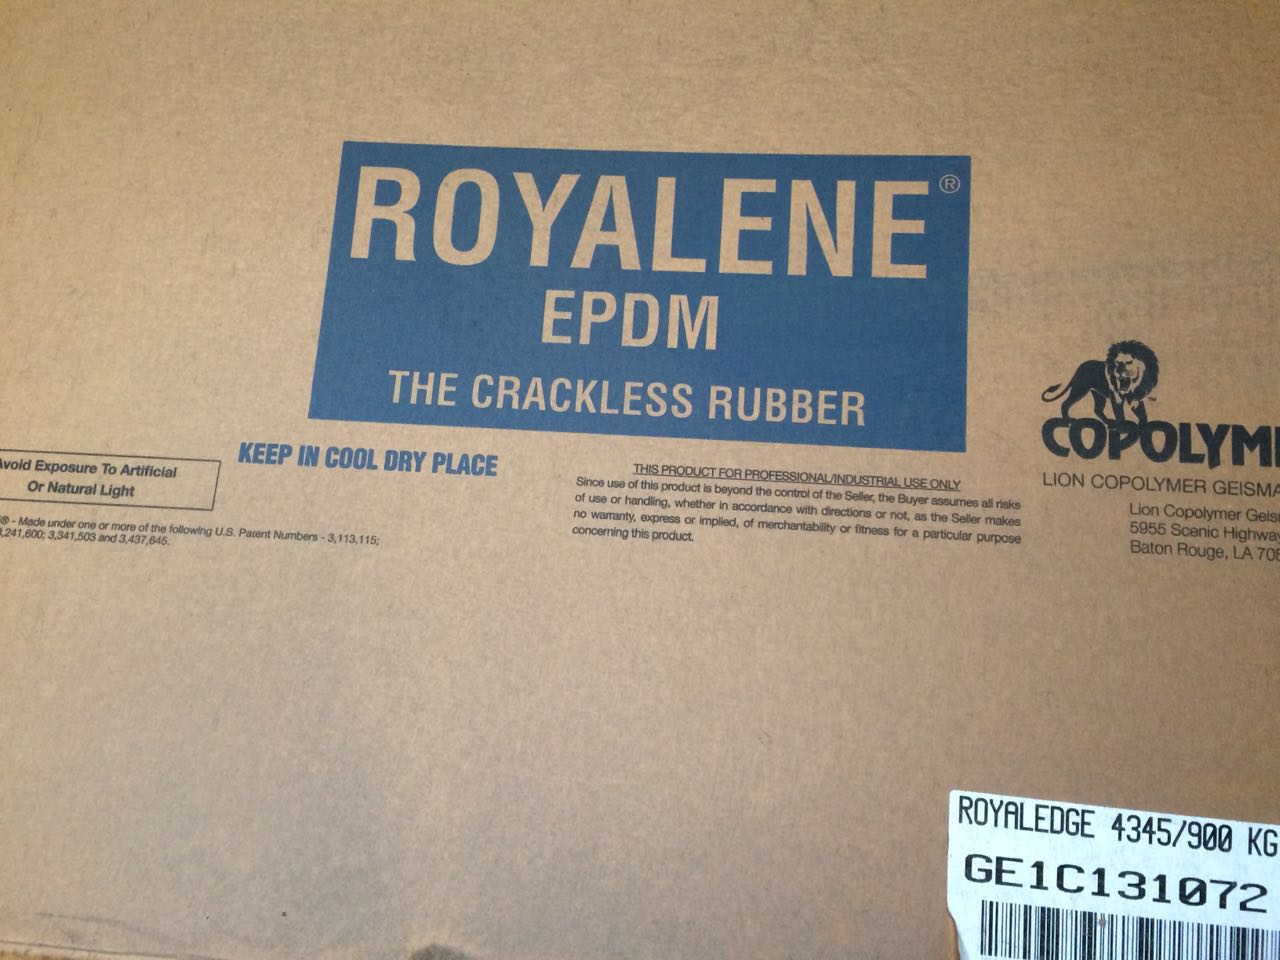 ROYALENE®
EPDM
THE CRACKLESS RUBBER
KEEP IN COOL DRY PLACE
Avoid Exposure To Artificial
Or Natural Light
® - Made under one or more of the following U.S. Patent Numbers - 3,113,115;
3,241,600; 3,341,503 and 3,437,645.
THIS PRODUCT FOR PROFESSIONAL/INDUSTRIAL USE ONLY
Since use of this product is beyond the control of the Seller, the Buyer assumes all risks
of use or handling, whether in accordance with directions or not, as the Seller makes
no warranty, express or implied, of merchantability or fitness for a particular purpose
concerning this product.
™
LION COPOLYMER
Lion Copolymer
5955 Scenic Highway
Baton Rouge, LA
ROYALEDGE 4345/900 KG
GE1C131072